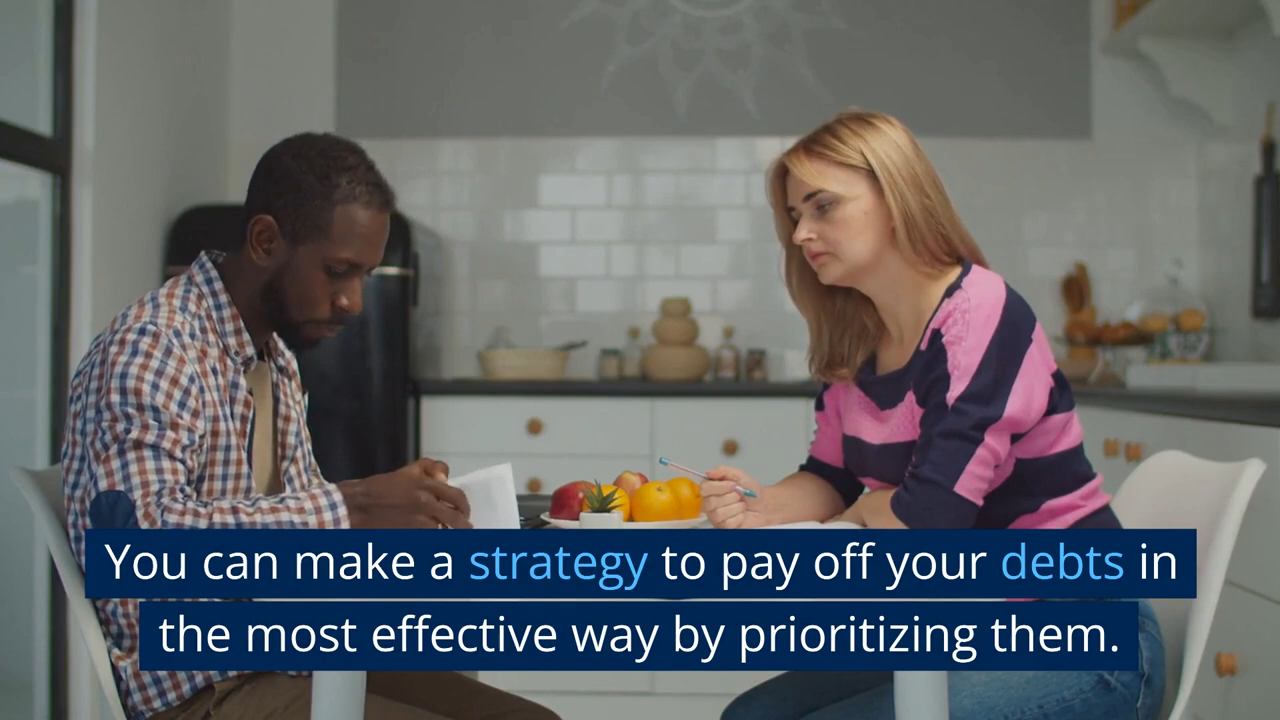 You can make a strategy to pay off your debts in
the most effective way by prioritizing them.